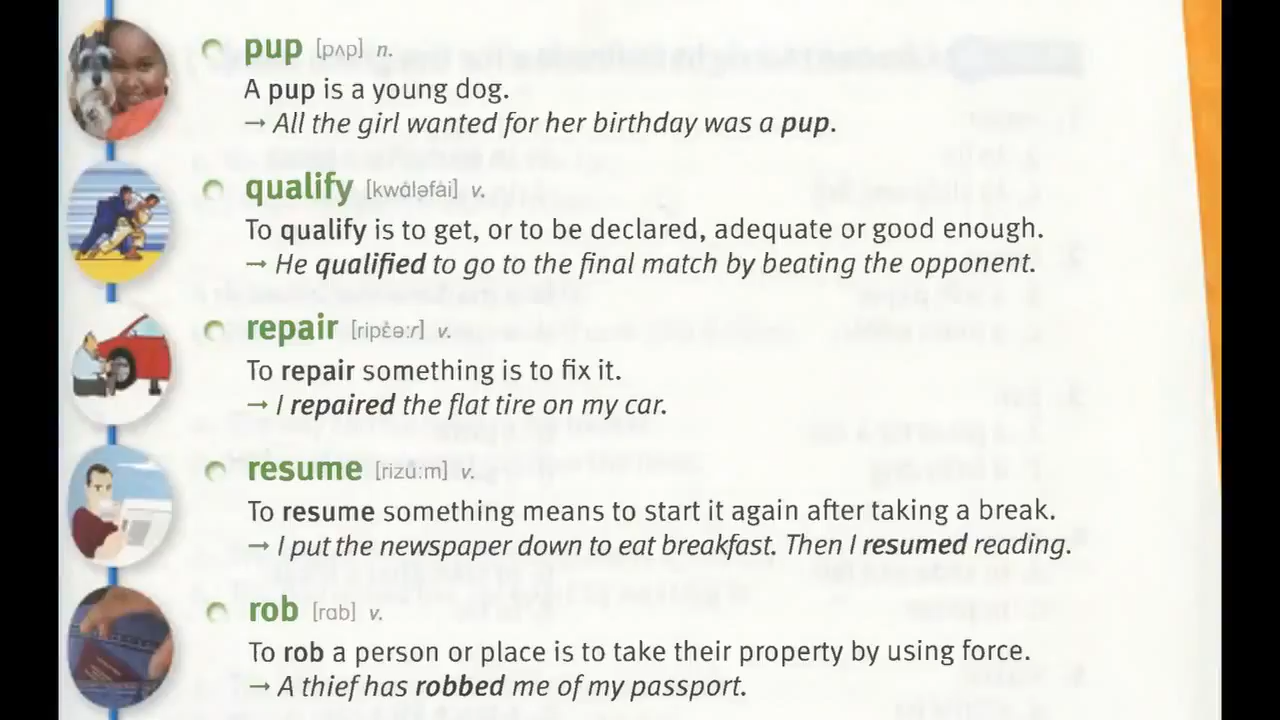 pup [pʌp] n.
A pup is a young dog.
→ All the girl wanted for her birthday was a pup.
qualify [kwɑ́ləfài] v.
To qualify is to get, or to be declared, adequate or good enough.
→ He qualified to go to the final match by beating the opponent.
repair [ripɛ́əːr] v.
To repair something is to fix it.
→ I repaired the flat tire on my car.
resume [rizúːm] v.
To resume something means to start it again after taking a break.
→ I put the newspaper down to eat breakfast. Then I resumed reading.
rob [rɑb] v.
To rob a person or place is to take their property by using force.
→ A thief has robbed me of my passport.